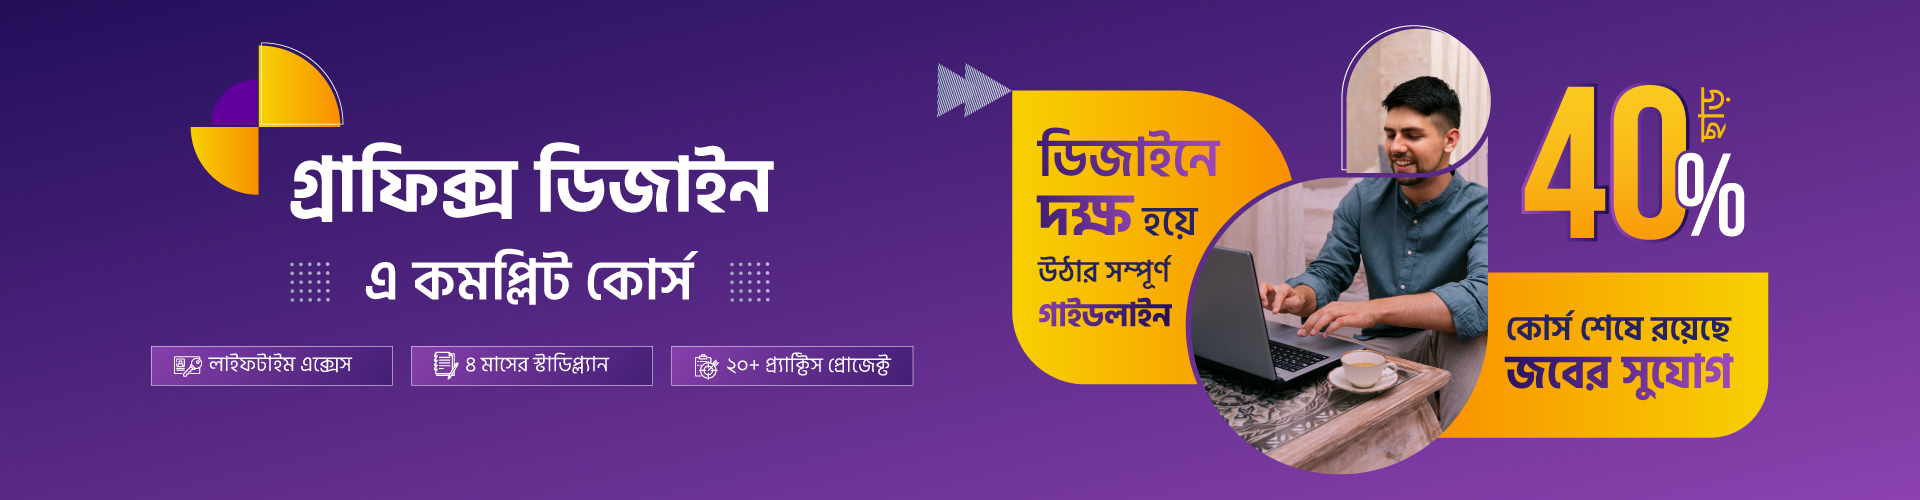 গ্রাফিক্স ডিজাইন
এ কমপ্লিট কোর্স
লাইফটাইম এক্সেস
৪ মাসের স্টাডিপ্ল্যান
২০+ প্র্যাক্টিস প্রোজেক্ট
ডিজাইনে
দক্ষ হয়ে
উঠার সম্পূর্ণ
গাইডলাইন
40%
ছাড়
কোর্স শেষে রয়েছে
জবের সুযোগ